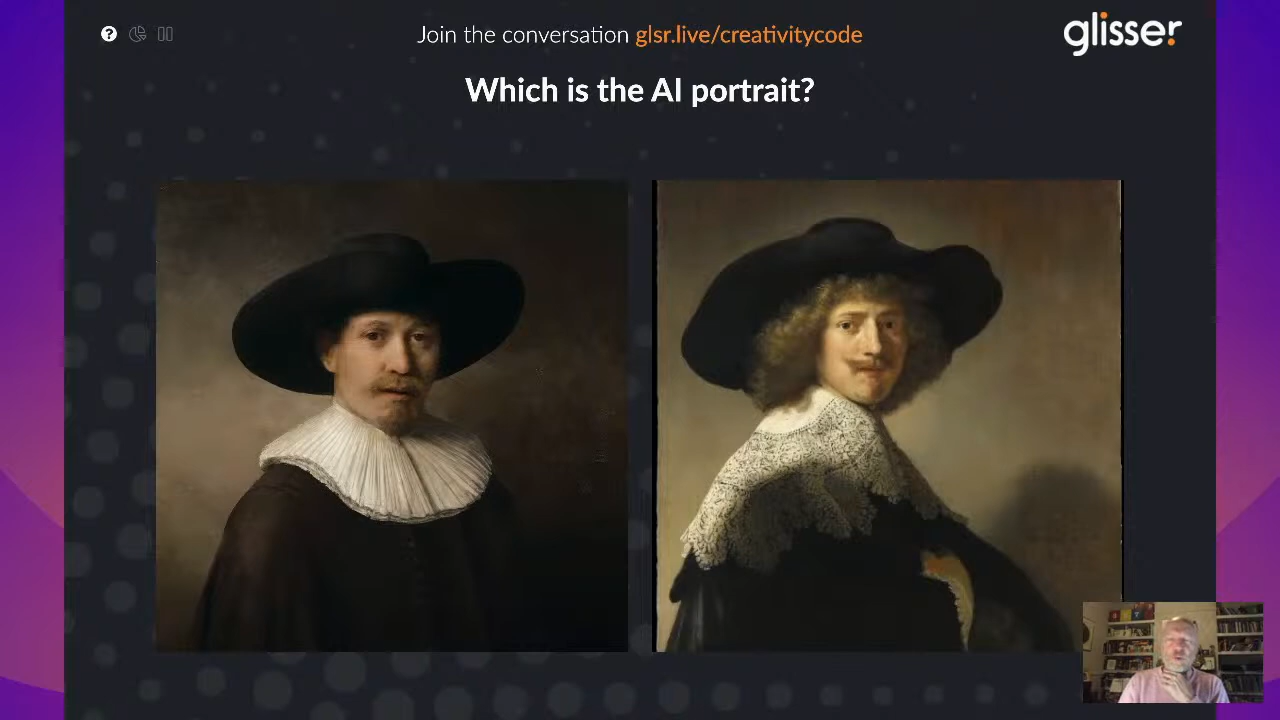 Join the conversation glsr.live/creativitycode
glisser.
Which is the AI portrait?